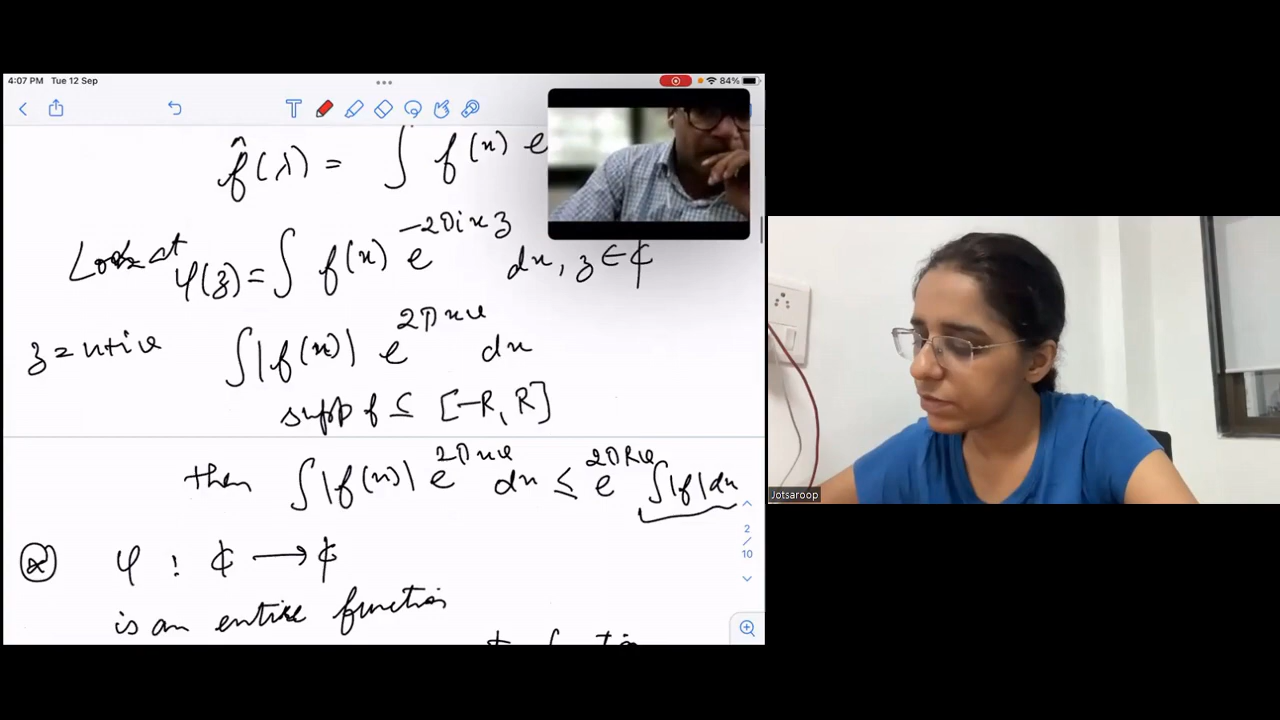 4:07 PM Tue 12 Sep
84%
f̂(λ) = ∫ f(x) e
Look at φ(z) = ∫ f(x) e^{-2πixz} dx, z ∈ ℂ
z = u+iv ∫|f(x)| e^{2πxv} dx
supp f ⊆ [-R, R]
then ∫|f(x)| e^{2πxv} dx ≤ e^{2πRv} ∫|f|dx
φ : ℂ → ℂ
is an entire function
2
/
10
Jotsaroop